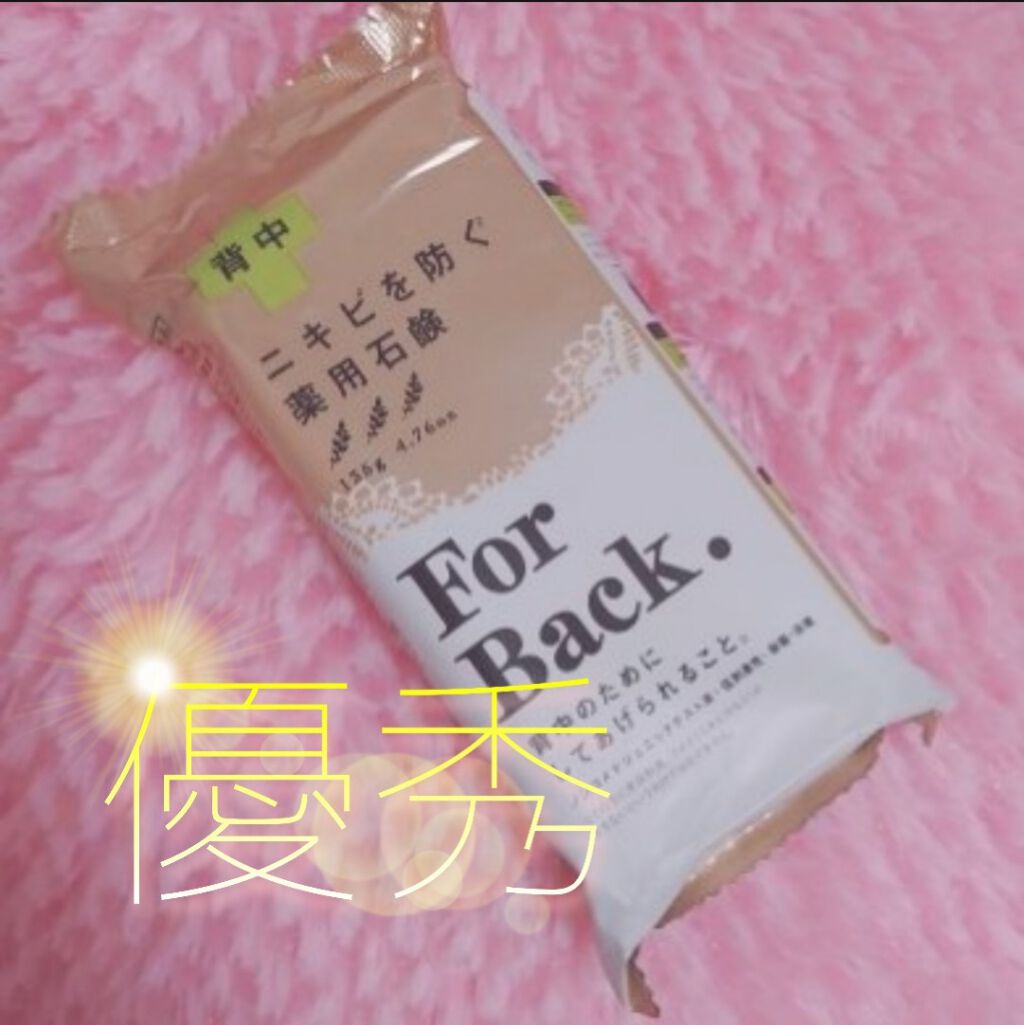 背中
ニキビを防ぐ
薬用石鹸
135g 4.76oz
For
Back.
背中のために
してあげられること。
優秀